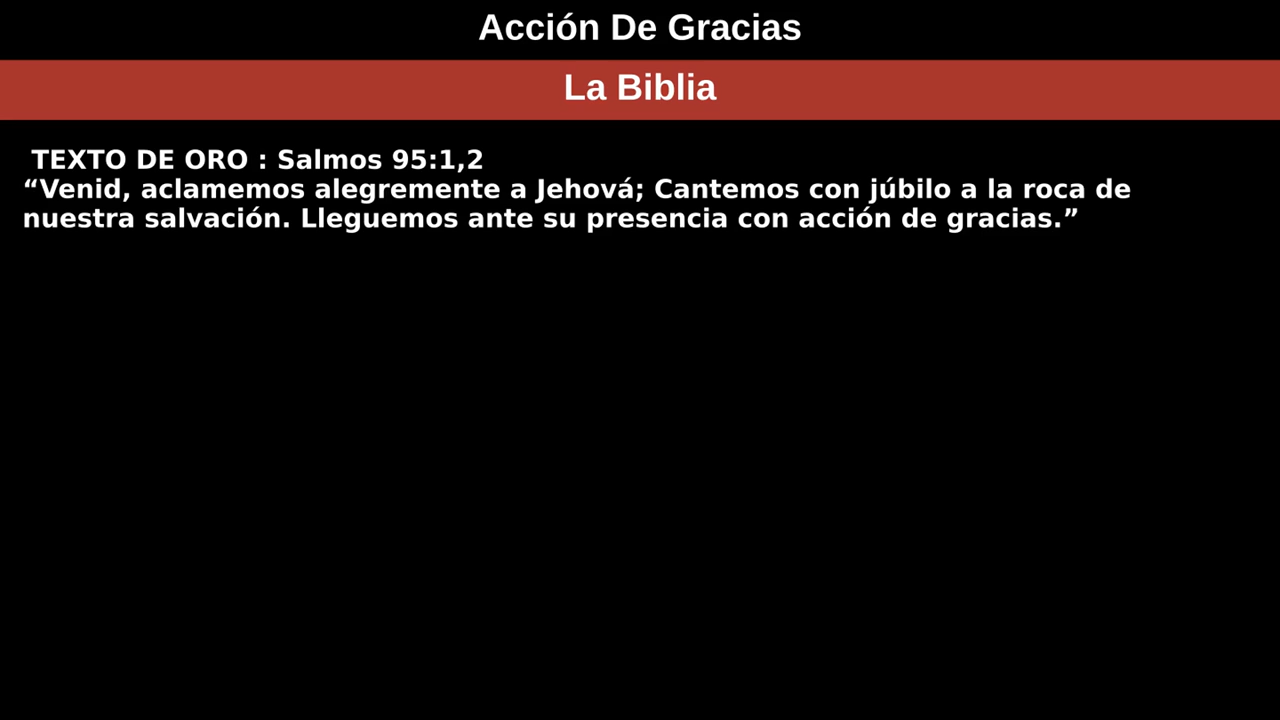 Acción De Gracias
La Biblia
TEXTO DE ORO : Salmos 95:1,2
“Venid, aclamemos alegremente a Jehová; Cantemos con júbilo a la roca de
nuestra salvación. Lleguemos ante su presencia con acción de gracias.”